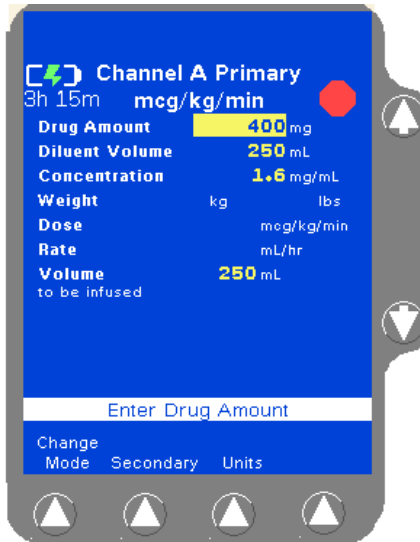 Channel A Primary
3h 15m mcg/kg/min
Drug Amount 400 mg
Diluent Volume 250 mL
Concentration 1.6 mg/mL
Weight kg lbs
Dose mcg/kg/min
Rate mL/hr
Volume 250 mL
to be infused
Enter Drug Amount
Change
Mode Secondary Units